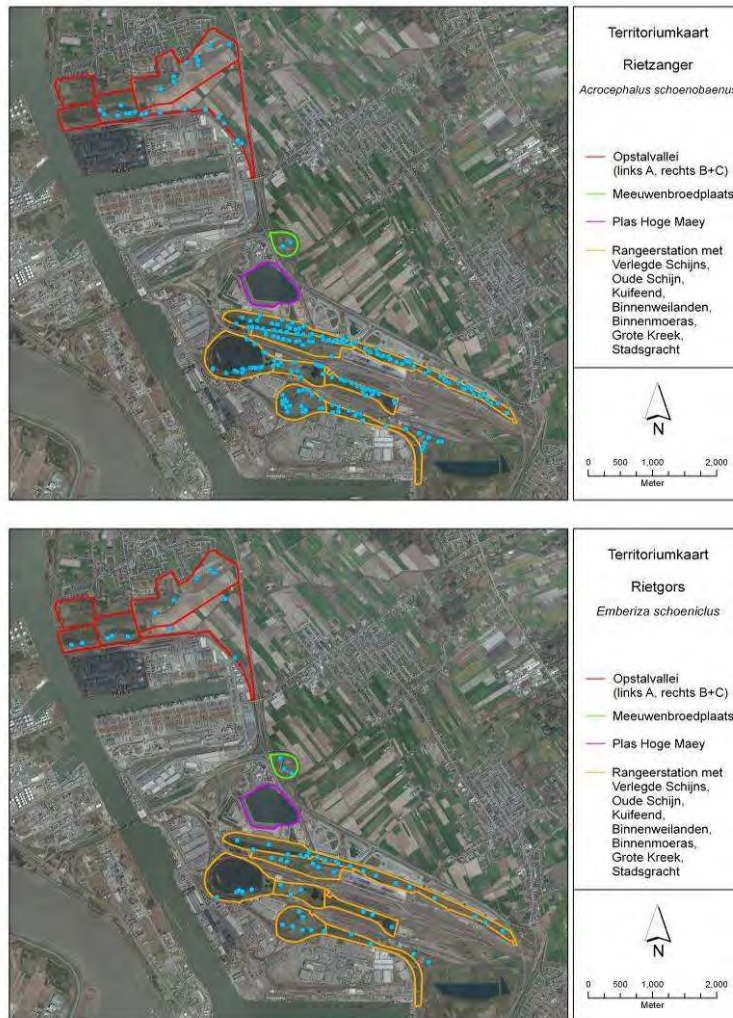 Territoriumkaart
Rietzanger
Acrocephalus schoenobaenus
Opstalvallei
(links A, rechts B+C)
Meeuwenbroedplaats
Plas Hoge Maey
Rangeerstation met
Verlegde Schijns,
Oude Schijn,
Kuifeend,
Binnenweilanden,
Binnenmoeras,
Grote Kreek,
Stadsgracht
N
0 500 1,000 2,000
Meter
Territoriumkaart
Rietgors
Emberiza schoeniclus
Opstalvallei
(links A, rechts B+C)
Meeuwenbroedplaats
Plas Hoge Maey
Rangeerstation met
Verlegde Schijns,
Oude Schijn,
Kuifeend,
Binnenweilanden,
Binnenmoeras,
Grote Kreek,
Stadsgracht
N
0 500 1,000 2,000
Meter